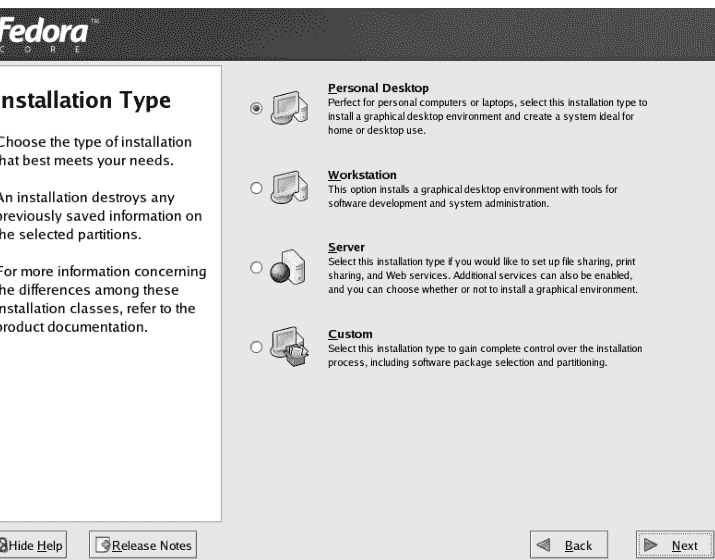 Fedora™
CORE
nstallation Type
Choose the type of installation
hat best meets your needs.
An installation destroys any
previously saved information on
he selected partitions.
For more information concerning
he differences among these
nstallation classes, refer to the
product documentation.
Personal Desktop
Perfect for personal computers or laptops, select this installation type to
install a graphical desktop environment and create a system ideal for
home or desktop use.
Workstation
This option installs a graphical desktop environment with tools for
software development and system administration.
Server
Select this installation type if you would like to set up file sharing, print
sharing, and Web services. Additional services can also be enabled,
and you can choose whether or not to install a graphical environment.
Custom
Select this installation type to gain complete control over the installation
process, including software package selection and partitioning.
Hide Help
Release Notes
Back
Next